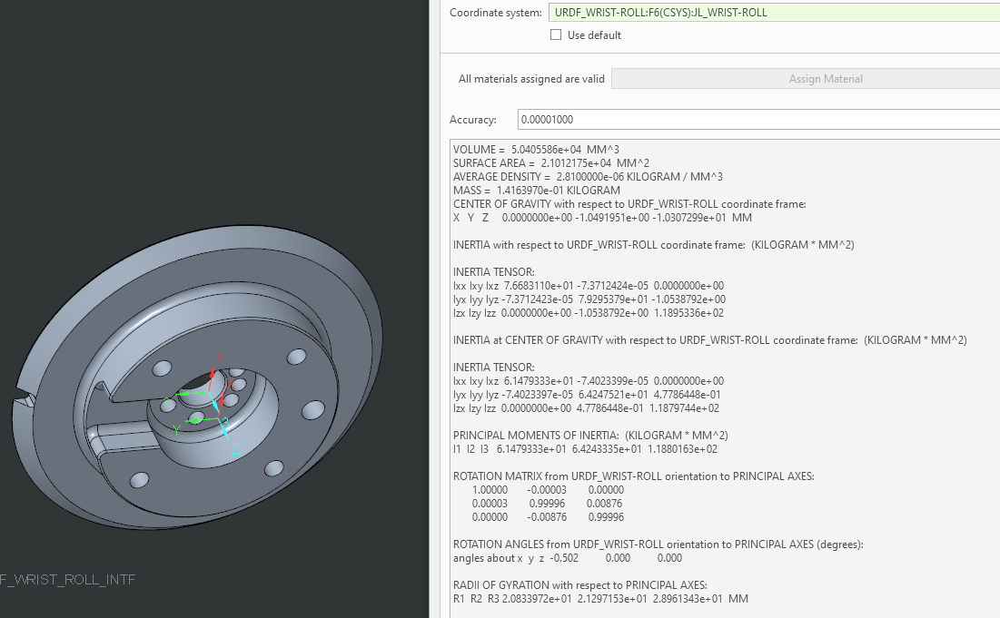 Coordinate system: URDF_WRIST-ROLL:F6(CSYS):JL_WRIST-ROLL
Use default
All materials assigned are valid Assign Material
Accuracy: 0.00001000
VOLUME = 5.0405586e+04 MM^3
SURFACE AREA = 2.1012175e+04 MM^2
AVERAGE DENSITY = 2.8100000e-06 KILOGRAM / MM^3
MASS = 1.4163970e-01 KILOGRAM
CENTER OF GRAVITY with respect to URDF_WRIST-ROLL coordinate frame:
X Y Z 0.0000000e+00 -1.0491951e+00 -1.0307299e+01 MM
INERTIA with respect to URDF_WRIST-ROLL coordinate frame: (KILOGRAM * MM^2)
INERTIA TENSOR:
Ixx Ixy Ixz 7.6683110e+01 -7.3712424e-05 0.0000000e+00
Iyx Iyy Iyz -7.3712423e-05 7.9295379e+01 -1.0538792e+00
Izx Izy Izz 0.0000000e+00 -1.0538792e+00 1.1895336e+02
INERTIA at CENTER OF GRAVITY with respect to URDF_WRIST-ROLL coordinate frame: (KILOGRAM * MM^2)
INERTIA TENSOR:
Ixx Ixy Ixz 6.1479333e+01 -7.4023399e-05 0.0000000e+00
Iyx Iyy Iyz -7.4023397e-05 6.4247521e+01 4.7786448e-01
Izx Izy Izz 0.0000000e+00 4.7786448e-01 1.1879744e+02
PRINCIPAL MOMENTS OF INERTIA: (KILOGRAM * MM^2)
I1 I2 I3 6.1479333e+01 6.4243335e+01 1.1880163e+02
ROTATION MATRIX from URDF_WRIST-ROLL orientation to PRINCIPAL AXES:
1.00000 -0.00003 0.00000
0.00003 0.99996 0.00876
0.00000 -0.00876 0.99996
ROTATION ANGLES from URDF_WRIST-ROLL orientation to PRINCIPAL AXES (degrees):
angles about x y z -0.502 0.000 0.000
RADII OF GYRATION with respect to PRINCIPAL AXES:
R1 R2 R3 2.0833972e+01 2.1297153e+01 2.8961343e+01 MM
Y
Z
F_WRIST_ROLL_INTF